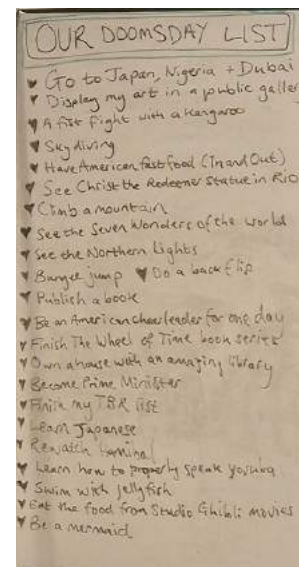 OUR DOOMSDAY LIST
♥ Go to Japan, Nigeria + Dubai
♥ Display my art in a public galler
♥ A fist fight with a kangaroo
♥ Sky diving
♥ Have American fast food (In and Out)
♥ See Christ the Redeemer Statue in Rio
♥ Climb a mountain
♥ See the Seven Wonders of the world
♥ See the Northern Lights
♥ Bungee jump ♥ Do a back flip
♥ Publish a book
♥ Be an American cheerleader for one day
♥ Finish The Wheel of Time book series
♥ Own a house with an amazing library
♥ Become Prime Minister
♥ Finish my TBR list
♥ Learn Japanese
♥ Rewatch
♥ Learn how to properly speak Yoruba
♥ Swim with jellyfish
♥ Eat the food from Studio Ghibli movies
♥ Be a mermaid